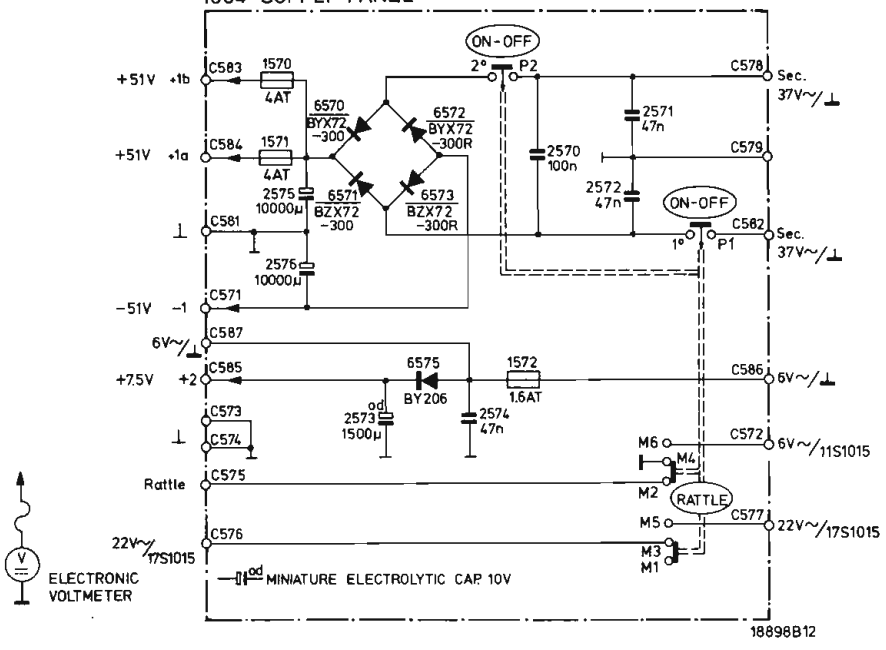 ON-OFF
C583
1570
2° P2
C578
+51V +1b
Sec.
4AT
37V~/⊥
6570
BYX72
-300
6572
BYX72
-300R
2571
47n
C584
1571
+51V +1a
4AT
2570
100n
C579
2575
10000µ
6571
BZX72
-300
6573
BZX72
-300R
2572
47n
ON-OFF
C581
⊥
C582
Sec.
1° P1
37V~/⊥
2576
10000µ
C571
-51V -1
C587
6V~/⊥
C585
6575
1572
C586
+7.5V +2
BY206
1.6AT
6V~/⊥
od
2573
1500µ
2574
47n
C573
⊥
C574
M6
C572
6V~/11S1015
M4
C575
Rattle
M2
RATTLE
M5
C577
22V~/17S1015
C576
22V~/
17S1015
M3
M1
V
ELECTRONIC
VOLTMETER
od
MINIATURE ELECTROLYTIC CAP. 10V
18898B12